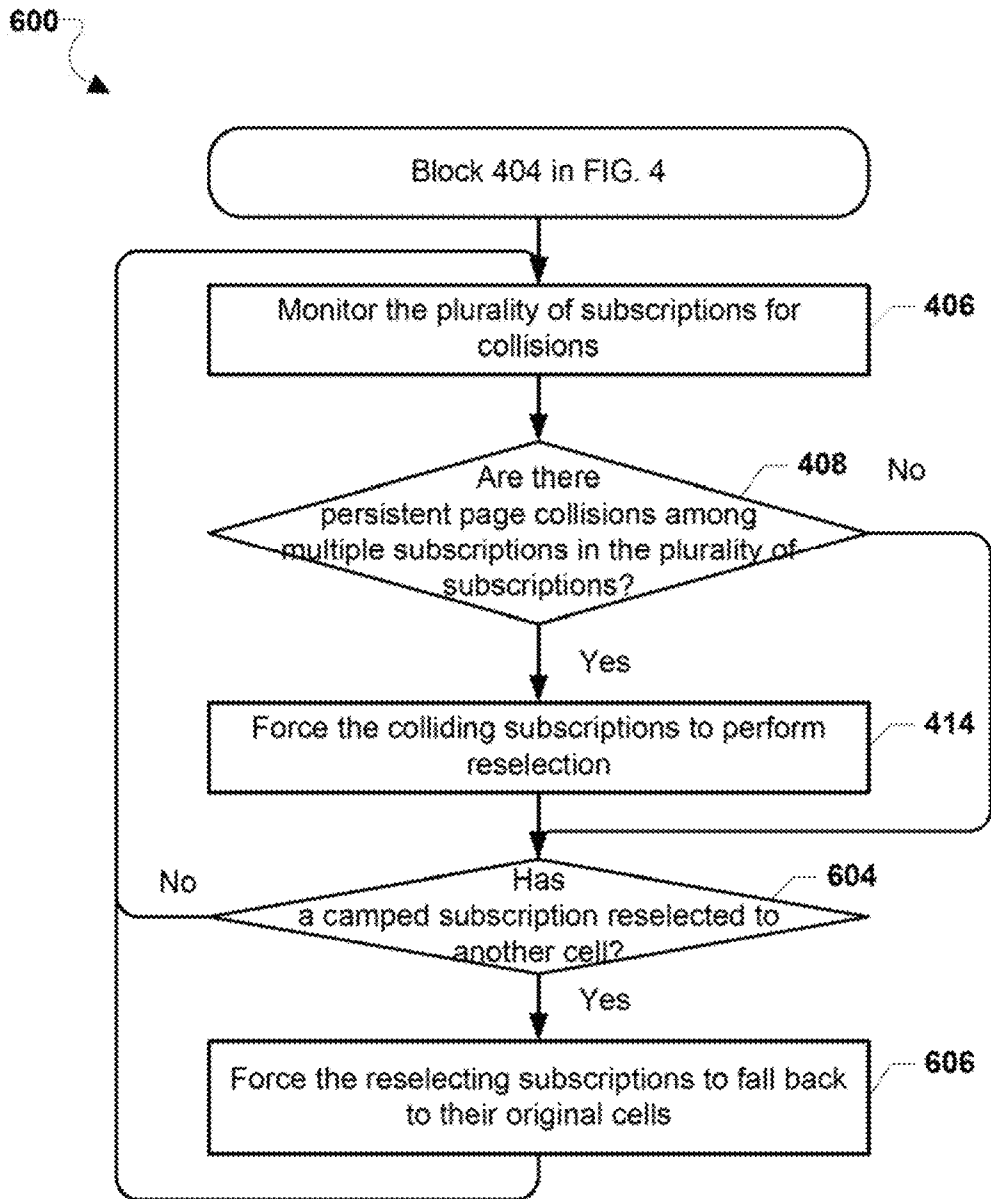 600
Block 404 in FIG. 4
Monitor the plurality of subscriptions for
collisions
406
Are there
persistent page collisions among
multiple subscriptions in the plurality of
subscriptions?
408
No
Yes
Force the colliding subscriptions to perform
reselection
414
No
Has
a camped subscription reselected to
another cell?
604
Yes
Force the reselecting subscriptions to fall back
to their original cells
606